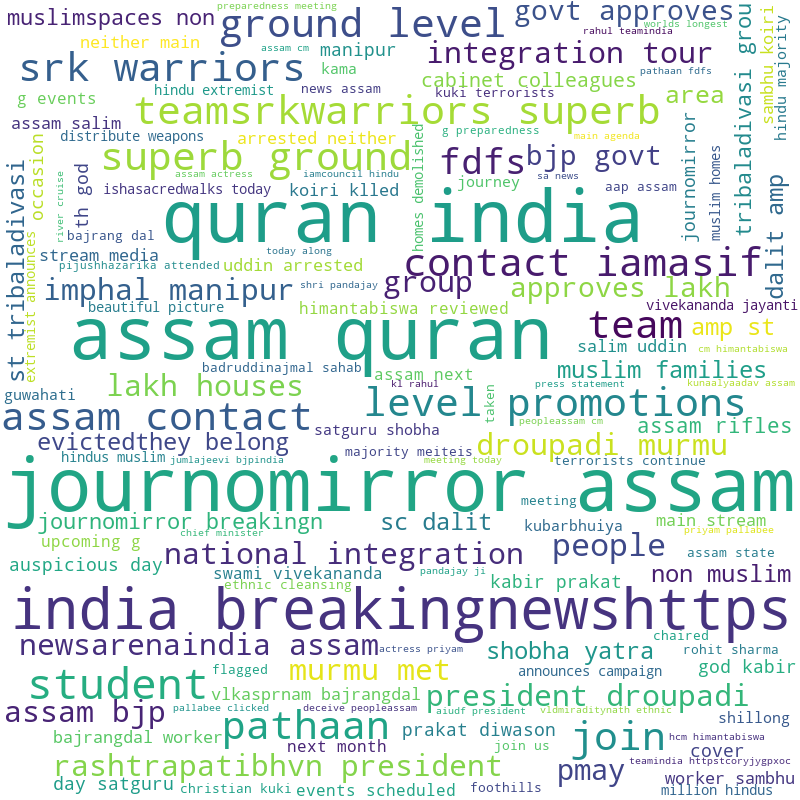 preparedness meeting
muslimspaces non
ground level
govt approves
worlds longest
neither main
assam cm
manipur
rahul teamindia
srk warriors
kama
integration tour
pathaan fdfs
tribaladivasi grou
sambhu koiri
hindu majority
g events
hindu extremist
news assam
kuki terrorists
cabinet colleagues
area
assam salim
teamsrkwarriors superb
distribute weapons
arrested neither
g preparedness
main agenda
st tribaladivasi
occasion
superb ground
fdfs
bjp govt
journomirror
muslim homes
dalit amp
th god
assam actress
iamcouncil hindu
homes demolished
journey
sa news
ishasacredwalks today
koiri klled
aap assam
river cruise
bajrang dal
quran india
extremist announces
stream media
today along
contact iamasif
pijushhazarika attended
uddin arrested
imphal manipur
shri pandajay
group
approves lakh
beautiful picture
himantabiswa reviewed
vivekananda jayanti
assam quran
team
amp st
guwahati
badruddinajmal sahab
salim uddin
cm himantabiswa
lakh houses
assam next
muslim families
kl rahul
press statement
kunaalyaadav assam
assam contact
level promotions
taken
satguru shobha
peopleassam cm
assam rifles
evictedthey belong
majority meiteis
droupadi murmu
hindus muslim
jumlajeevi bjpindia
meeting today
terrorists continue
journomirror assam
meeting
journomirror breakingn
sc dalit
kubarbhuiya
main stream
upcoming g
chief minister
priyam pallabee
national integration
people
assam state
auspicious day
swami vivekananda
pandajay ji
kabir prakat
non muslim
ethnic cleansing
india breakingnewshttps
newsarenaindia assam
actress priyam
shobha yatra
chaired
rohit sharma
student
flagged
murmu met
announces campaign
god kabir
vlkasprnam bajrangdal
president droupadi
assam bjp
pallabee clicked
deceive peopleassam
aiudf president
vldmiraditynath ethnic
shillong
pathaan
prakat diwason
join
bajrangdal worker
next month
join us
cover
hcm himantabiswa
rashtrapatibhvn president
pmay
teamindia httpstcoryjygpxoc
day satguru
christian kuki
events scheduled
foothills
worker sambhu
million hindus